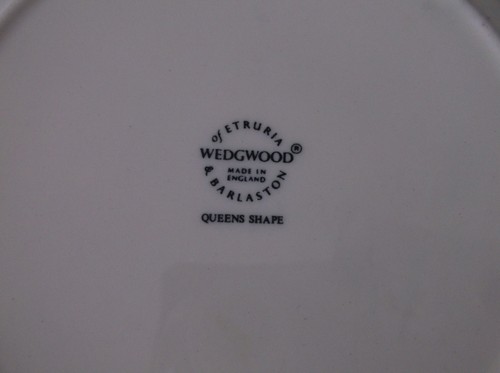 of ETRURIA
WEDGWOOD®
MADE IN
ENGLAND
& BARLASTON
QUEENS SHAPE